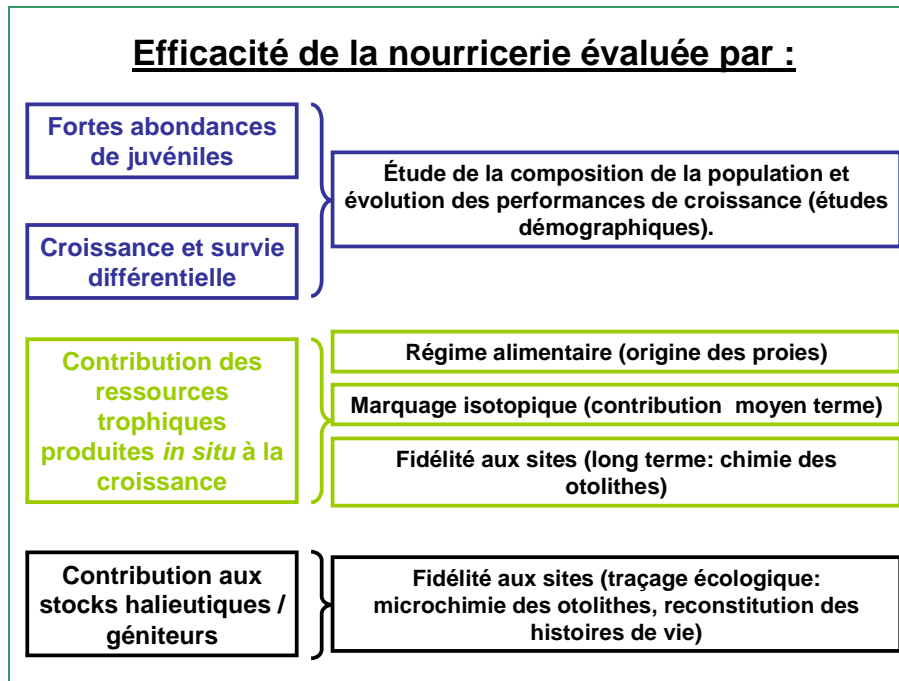 Efficacité de la nourricerie évaluée par :
Fortes abondances
de juvéniles
Croissance et survie
différentielle
Étude de la composition de la population et
évolution des performances de croissance (études
démographiques).
Contribution des
ressources
trophiques
produites in situ à la
croissance
Régime alimentaire (origine des proies)
Marquage isotopique (contribution moyen terme)
Fidélité aux sites (long terme: chimie des
otolithes)
Contribution aux
stocks halieutiques /
géniteurs
Fidélité aux sites (traçage écologique:
microchimie des otolithes, reconstitution des
histoires de vie)